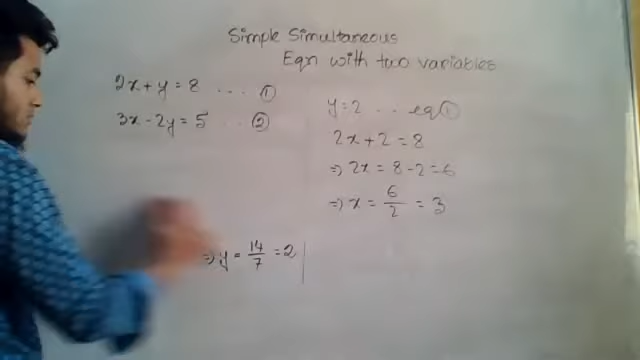 Simple Simultaneous
Eqn with two variables
2x + y = 8 .... ①
3x - 2y = 5 .. ②
⇒ y = 14/7 = 2
y = 2 ... eq ①
2x + 2 = 8
⇒ 2x = 8 - 2 = 6
⇒ x = 6/2 = 3